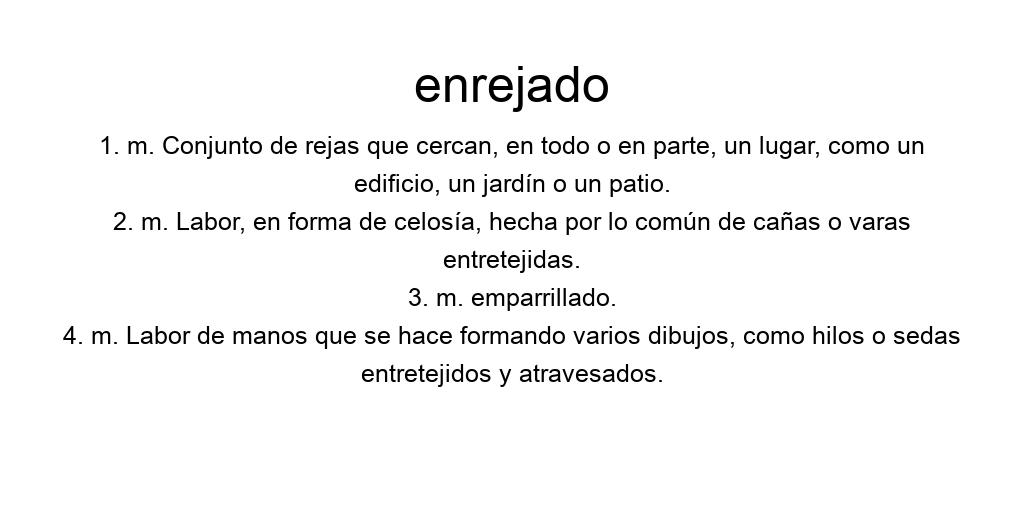 enrejado
1. m. Conjunto de rejas que cercan, en todo o en parte, un lugar, como un
edificio, un jardín o un patio.
2. m. Labor, en forma de celosía, hecha por lo común de cañas o varas
entretejidas.
3. m. emparrillado.
4. m. Labor de manos que se hace formando varios dibujos, como hilos o sedas
entretejidos y atravesados.